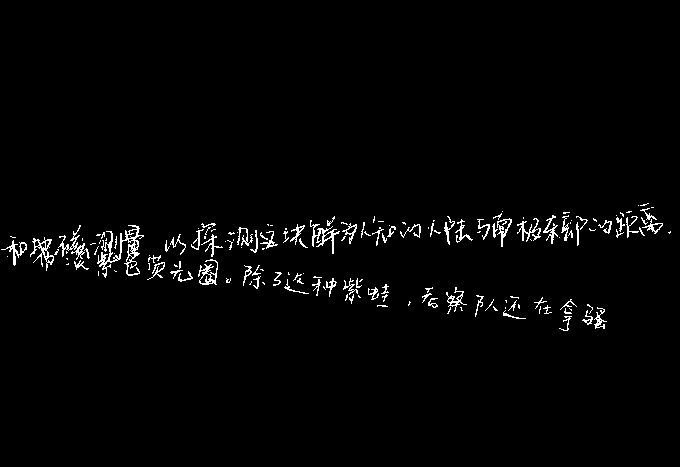 和地磁测量,以探测这块鲜为人知的大陆与南极东部的距离.
紫色荧光圈。除了这种紫蛙,考察队还在拿骚